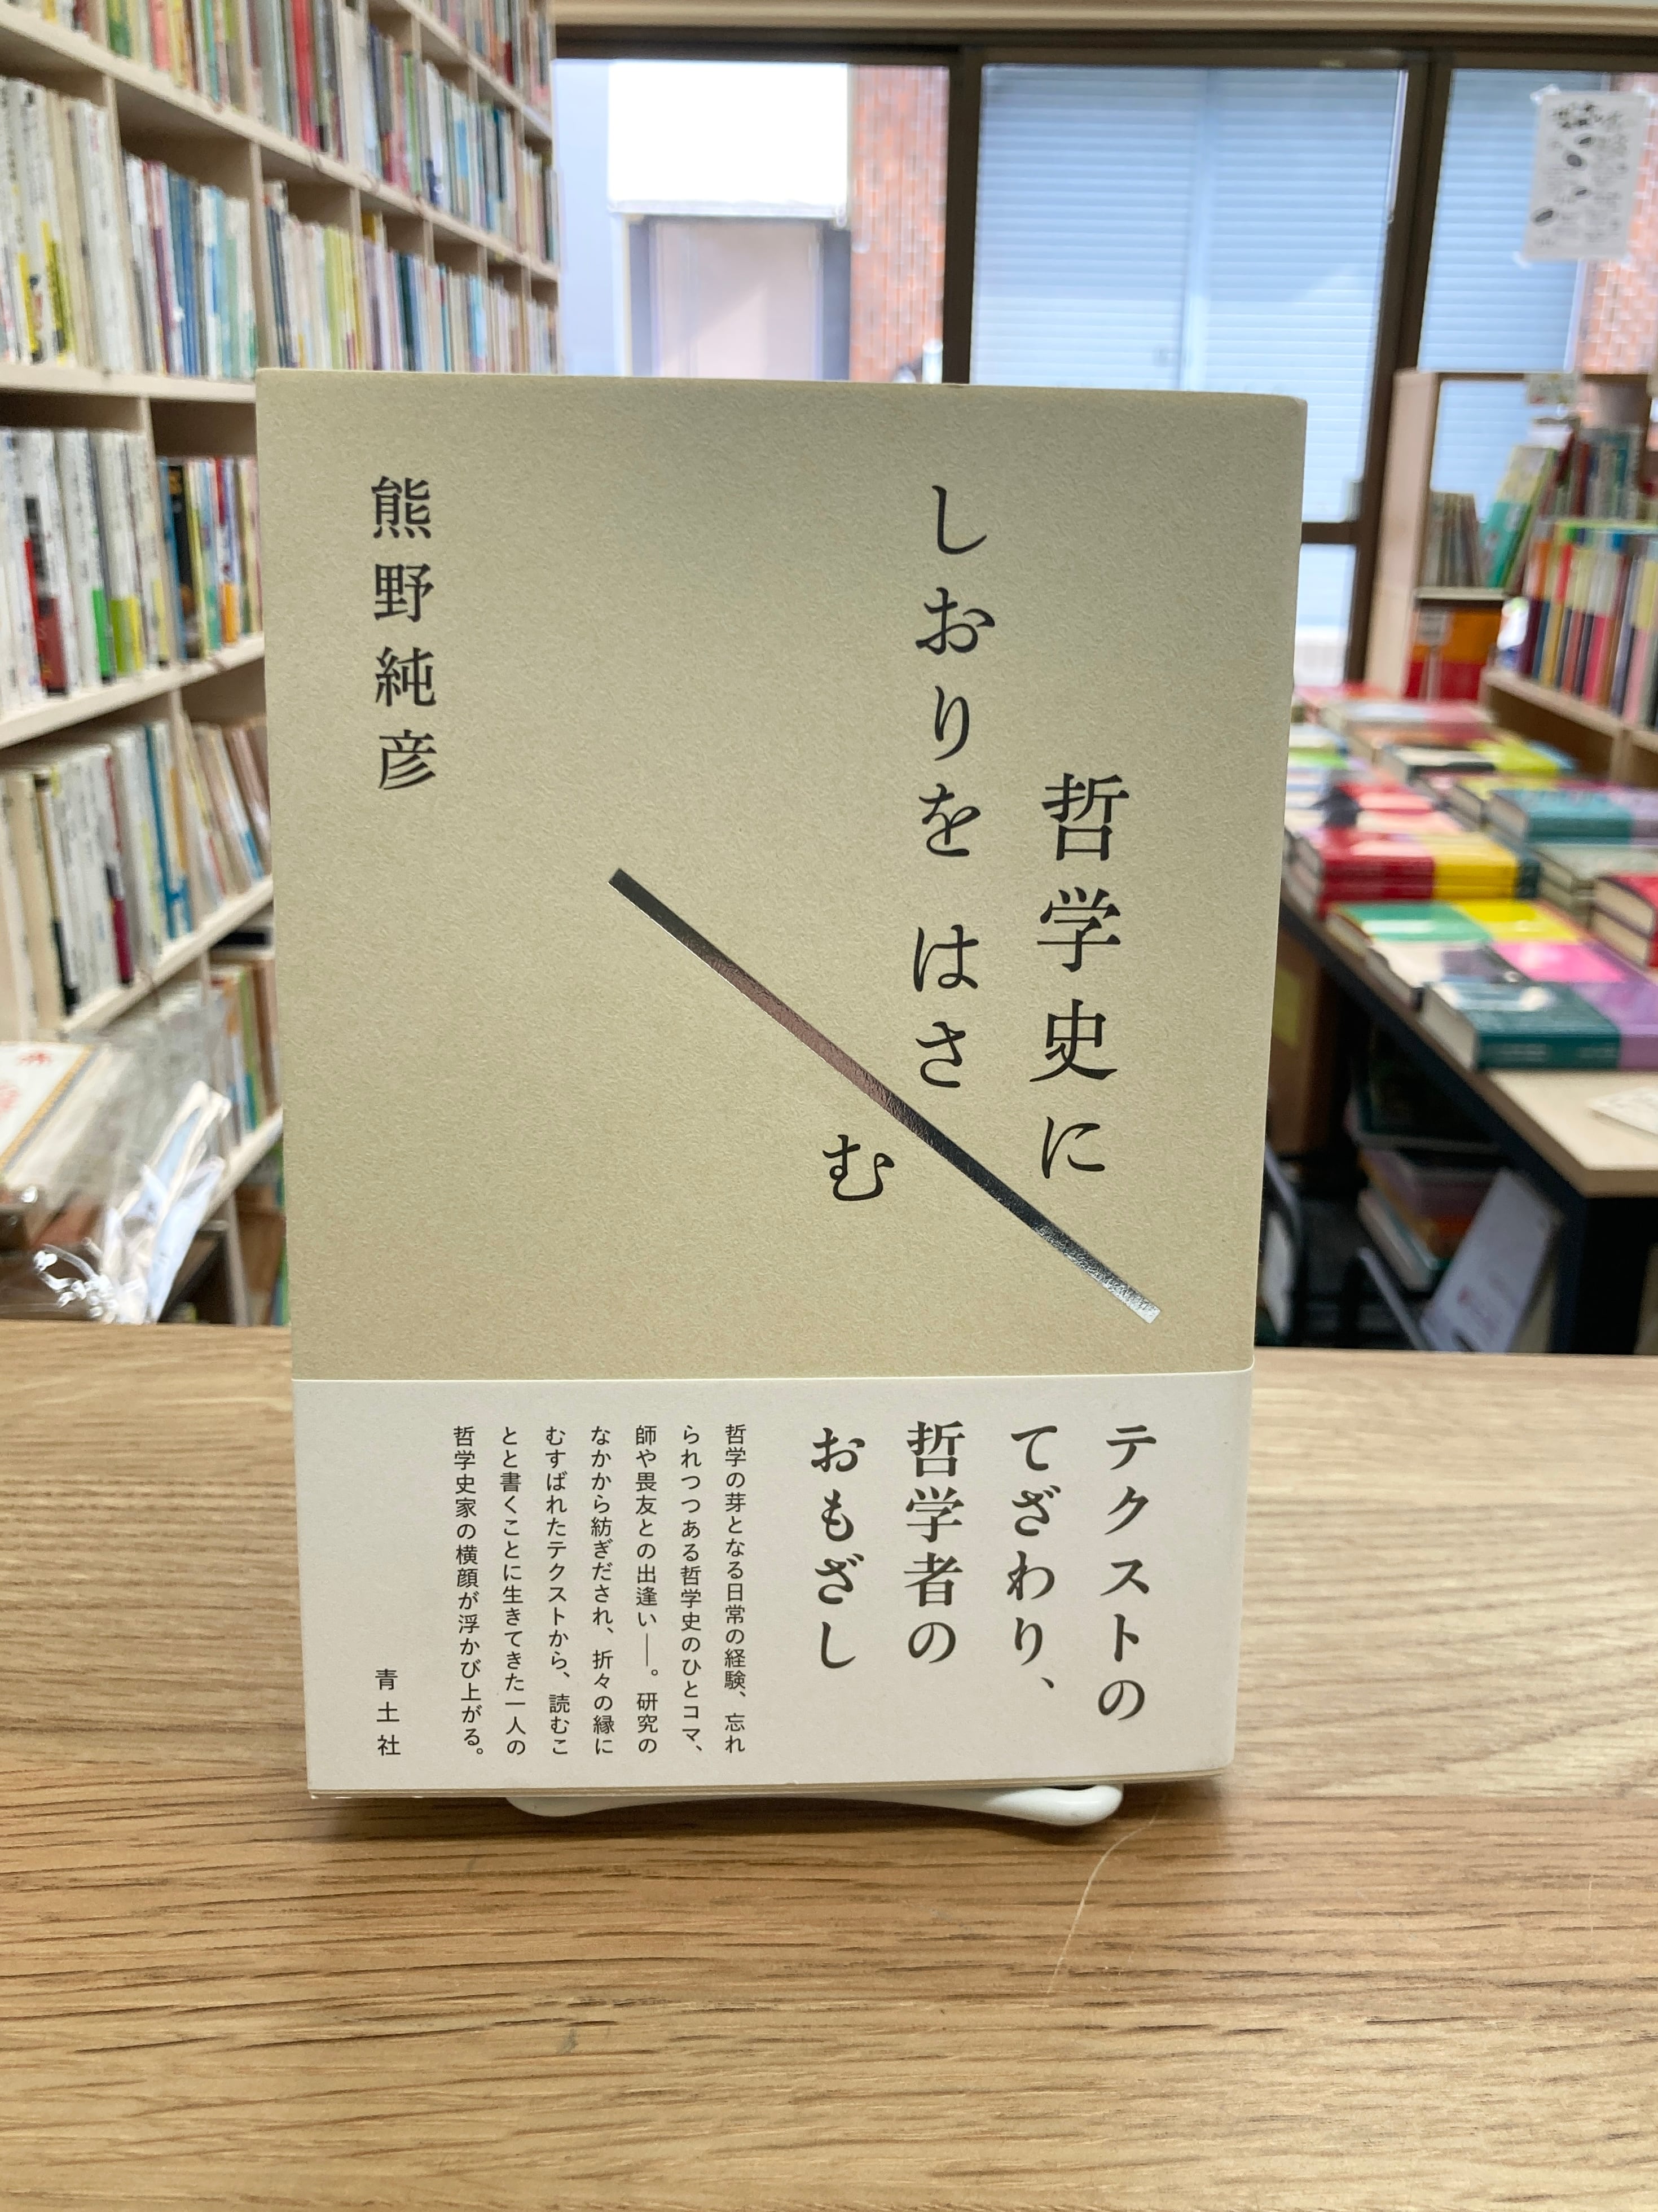 哲学史に
しおりを はさ
む
熊野純彦
テクストの
てざわり、
哲学者の
おもざし
哲学の芽となる日常の経験、忘れ
られつつある哲学史のひとコマ、
師や畏友との出逢い――。研究の
なかから紡ぎだされ、折々の縁に
むすばれたテクストから、読むこ
とと書くことに生きてきた一人の
哲学史家の横顔が浮かび上がる。
青土社